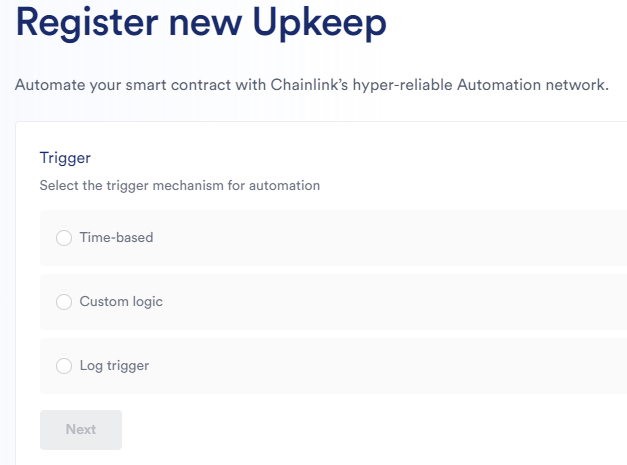 Register new Upkeep
Automate your smart contract with Chainlink’s hyper-reliable Automation network.
Trigger
Select the trigger mechanism for automation
Time-based
Custom logic
Log trigger
Next